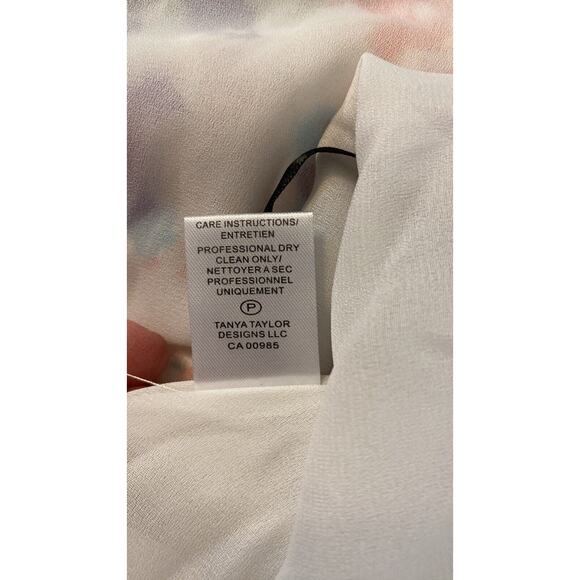 CARE INSTRUCTIONS/
ENTRETIEN
PROFESSIONAL DRY
CLEAN ONLY/
NETTOYER A SEC
PROFESSIONNEL
UNIQUEMENT
P
TANYA TAYLOR
DESIGNS LLC
CA 00985